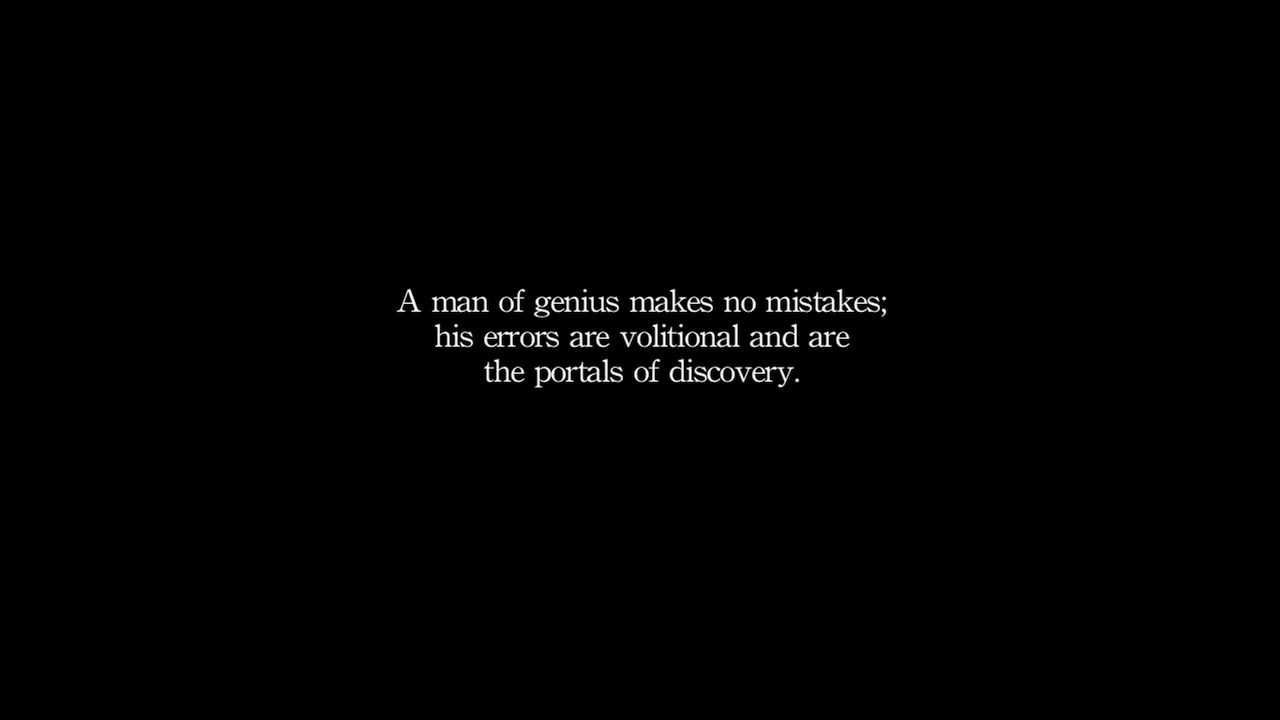 A man of genius makes no mistakes;
his errors are volitional and are
the portals of discovery.